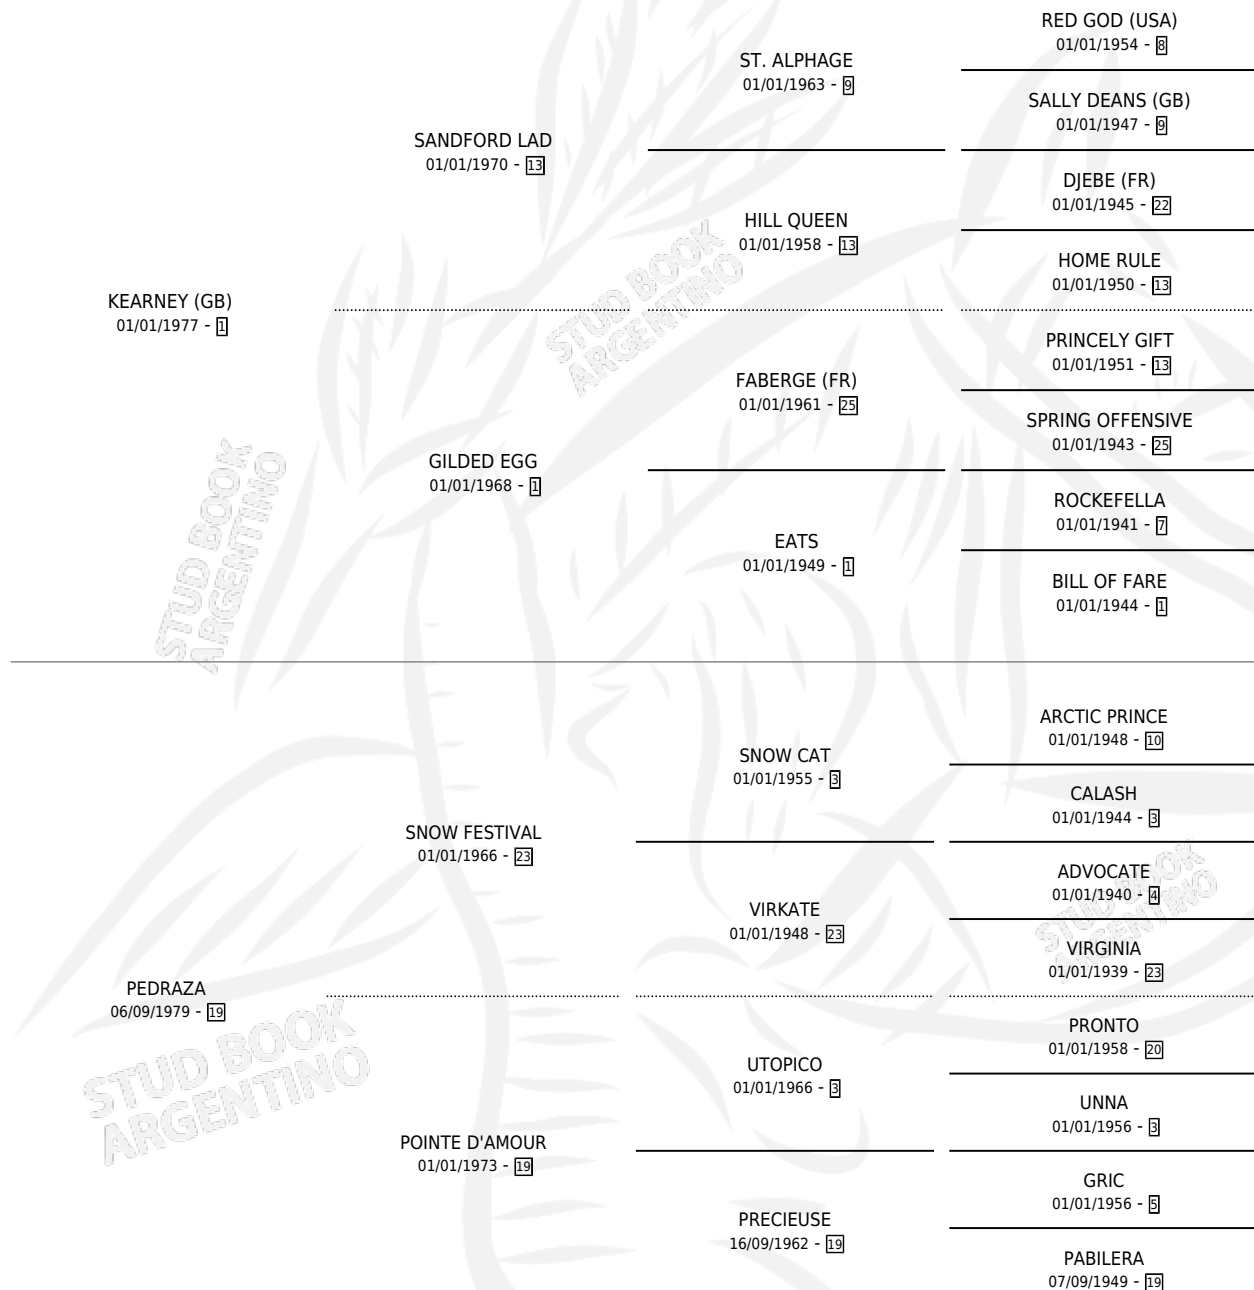 RED GOD (USA)
01/01/1954 - 8
ST. ALPHAGE
01/01/1963 - 9
SALLY DEANS (GB)
01/01/1947 - 9
SANDFORD LAD
01/01/1970 - 13
DJEBE (FR)
01/01/1945 - 22
HILL QUEEN
01/01/1958 - 13
HOME RULE
01/01/1950 - 13
KEARNEY (GB)
01/01/1977 - 1
PRINCELY GIFT
01/01/1951 - 13
FABERGE (FR)
01/01/1961 - 25
SPRING OFFENSIVE
01/01/1943 - 25
GILDED EGG
01/01/1968 - 1
ROCKEFELLA
01/01/1941 - 7
EATS
01/01/1949 - 1
BILL OF FARE
01/01/1944 - 1
ARCTIC PRINCE
01/01/1948 - 10
SNOW CAT
01/01/1955 - 3
CALASH
01/01/1944 - 3
SNOW FESTIVAL
01/01/1966 - 23
ADVOCATE
01/01/1940 - 4
VIRKATE
01/01/1948 - 23
VIRGINIA
01/01/1939 - 23
PEDRAZA
06/09/1979 - 19
PRONTO
01/01/1958 - 20
UTOPICO
01/01/1966 - 3
UNNA
01/01/1956 - 3
POINTE D'AMOUR
01/01/1973 - 19
GRIC
01/01/1956 - 5
PRECIEUSE
16/09/1962 - 19
PABILERA
07/09/1949 - 19
STUD BOOK
ARGENTINO
STUD BOOK
ARGENTINO
STUD BOOK
ARGENTINO
STUD BOOK
ARGENTINO